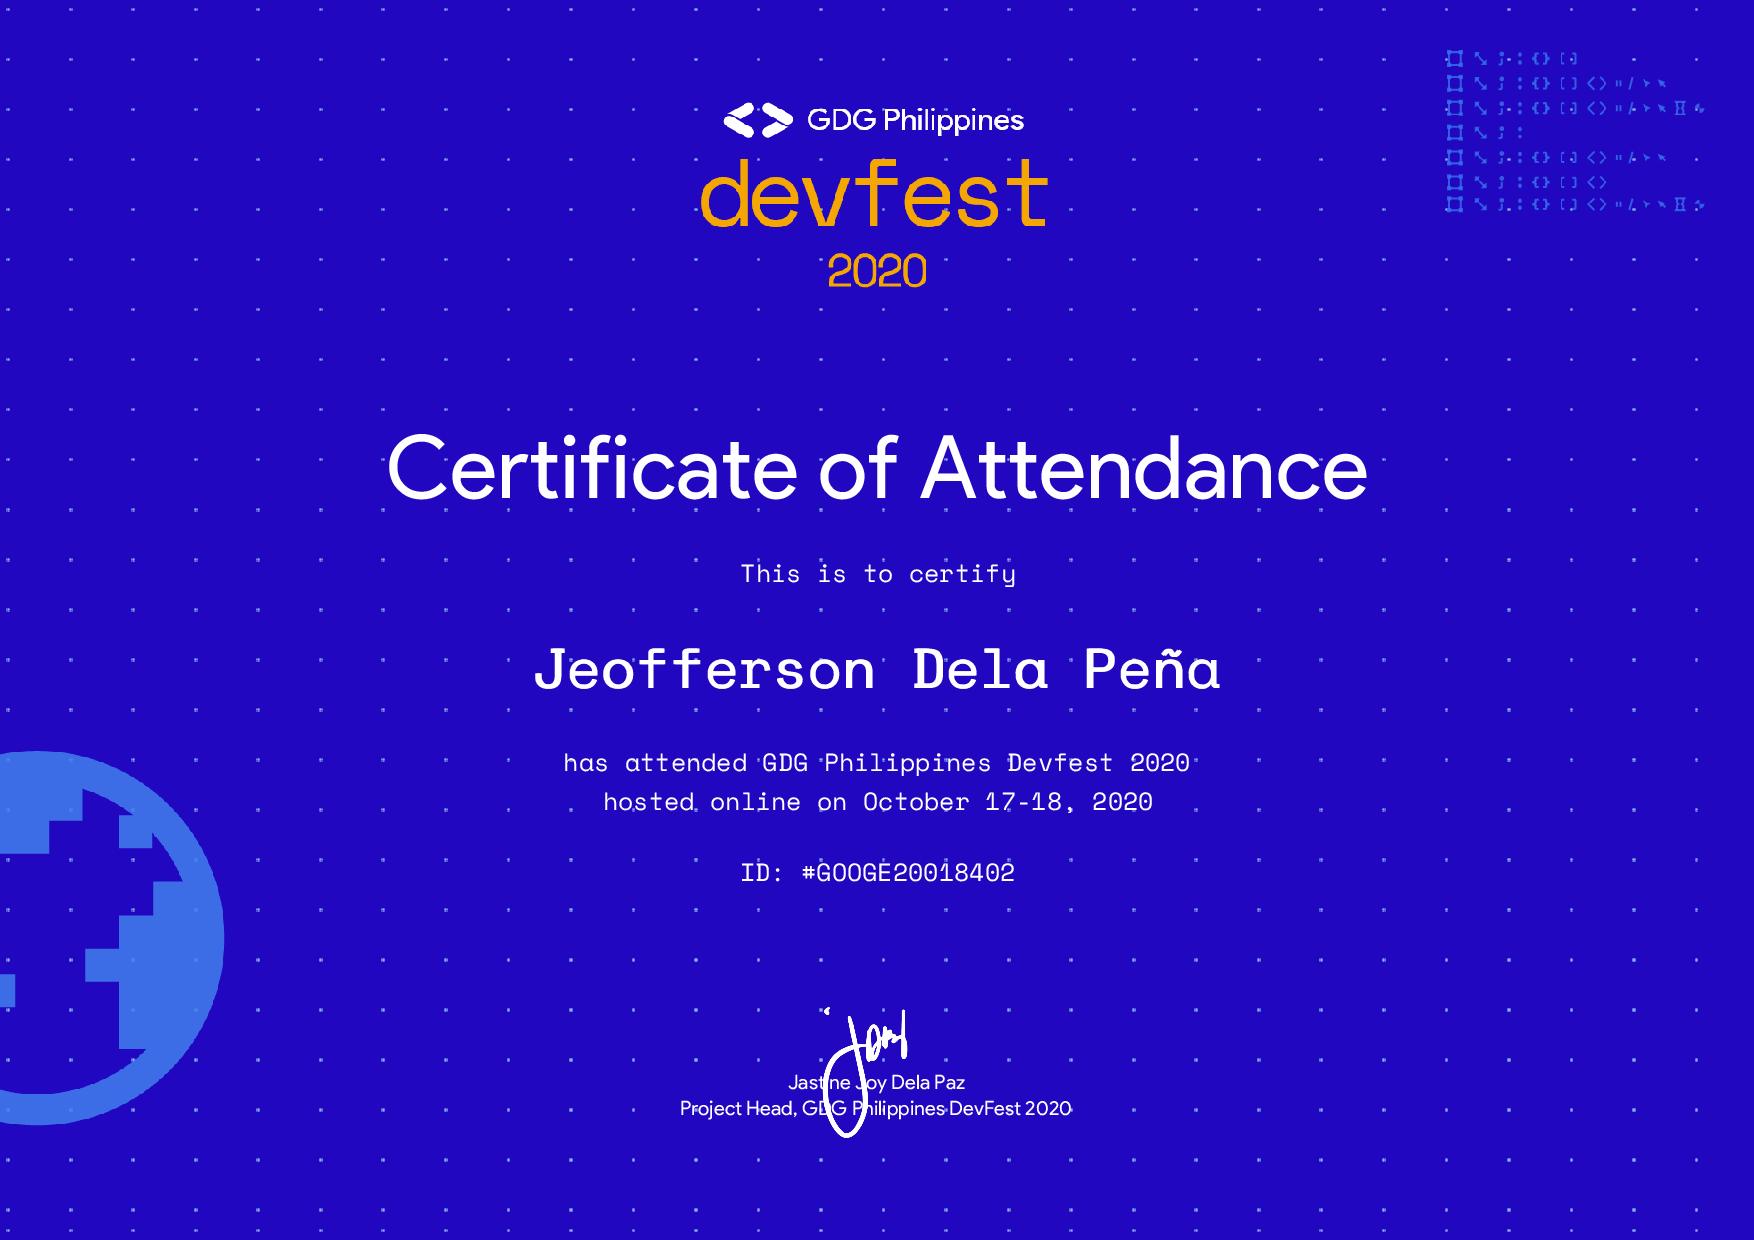 GDG Philippines
devfest
2020
Certificate of Attendance
This is to certify
Jeofferson Dela Peña
has attended GDG Philippines Devfest 2020
hosted online on October 17-18, 2020
ID: #GOOGE20018402
Jastine Joy Dela Paz
Project Head, GDG Philippines DevFest 2020